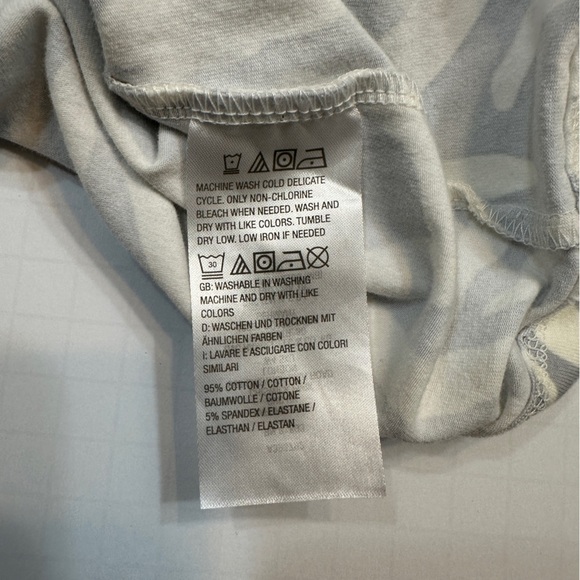 MACHINE WASH COLD DELICATE
CYCLE. ONLY NON-CHLORINE
BLEACH WHEN NEEDED. WASH AND
DRY WITH LIKE COLORS. TUMBLE
DRY LOW. LOW IRON IF NEEDED
30
GB: WASHABLE IN WASHING
MACHINE AND DRY WITH LIKE
COLORS
D: WASCHEN UND TROCKNEN MIT
ÄHNLICHEN FARBEN
I: LAVARE E ASCIUGARE CON COLORI
SIMILARI
95% COTTON / COTTON /
BAUMWOLLE / COTONE
5% SPANDEX / ELASTANE /
ELASTHAN / ELASTAN